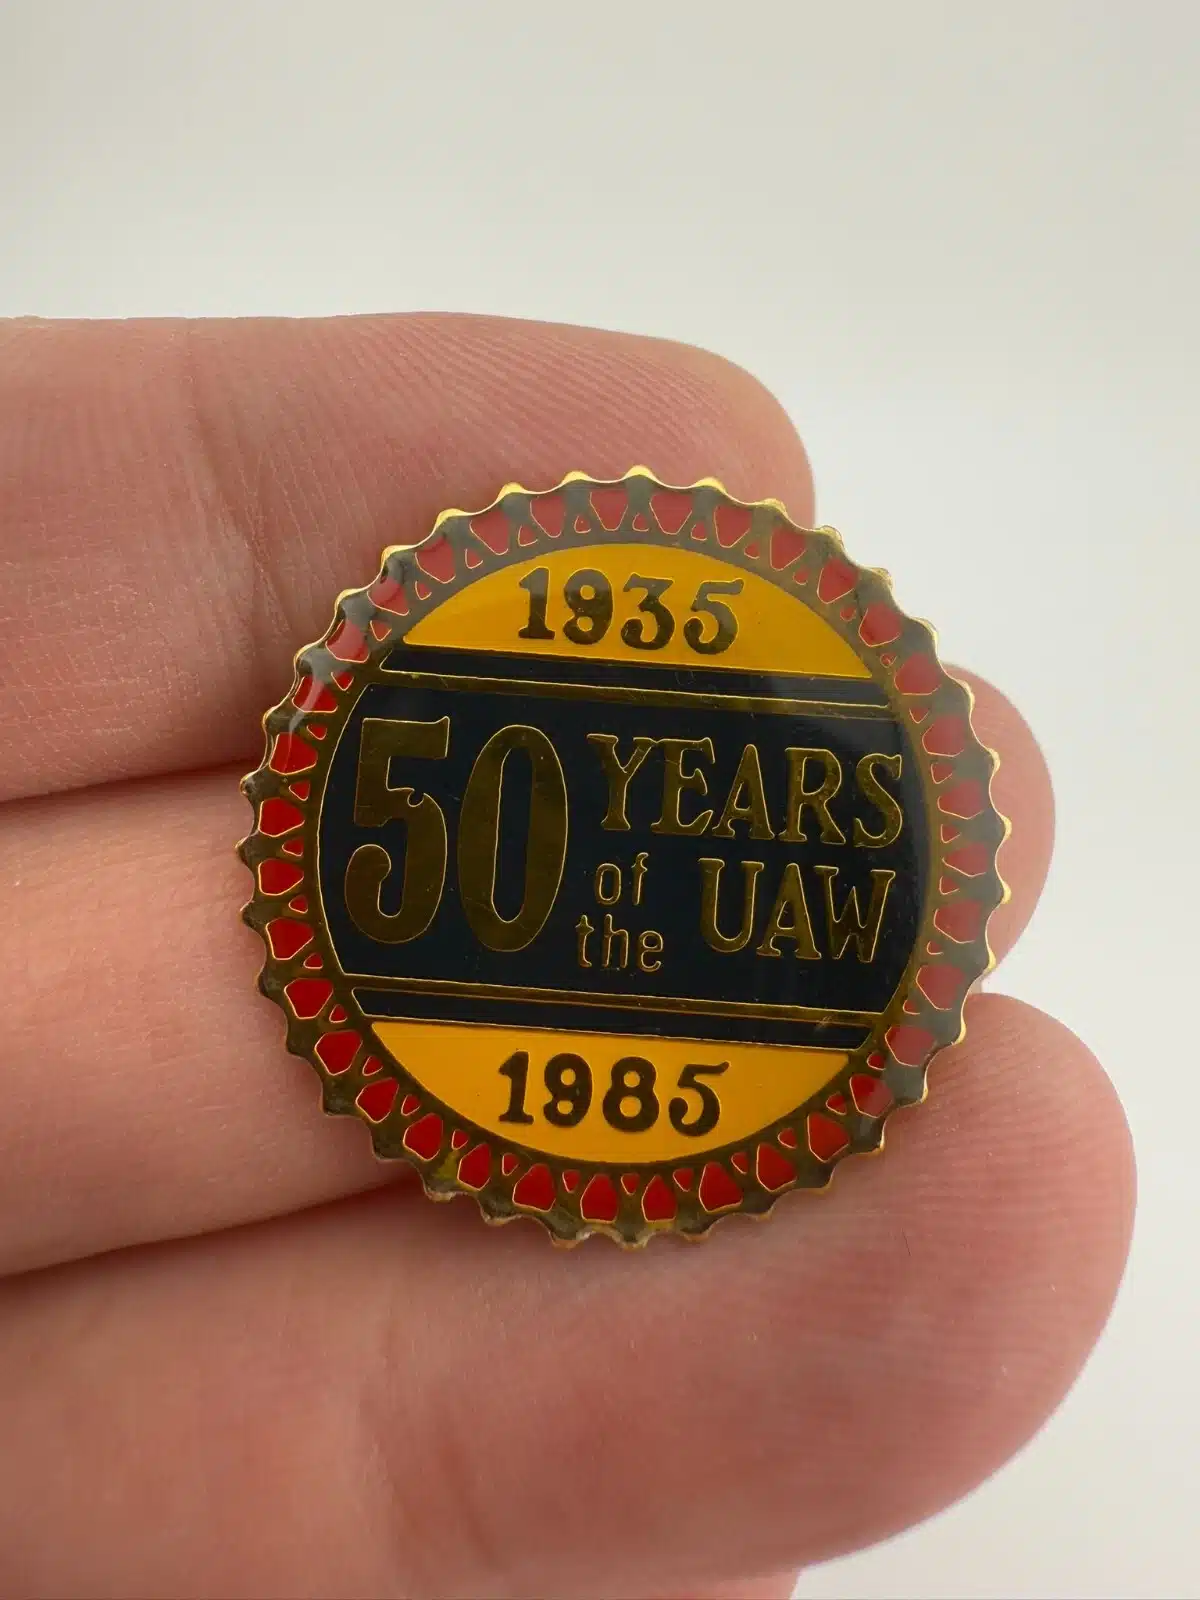 1935
50 YEARS
of the UAW
1985